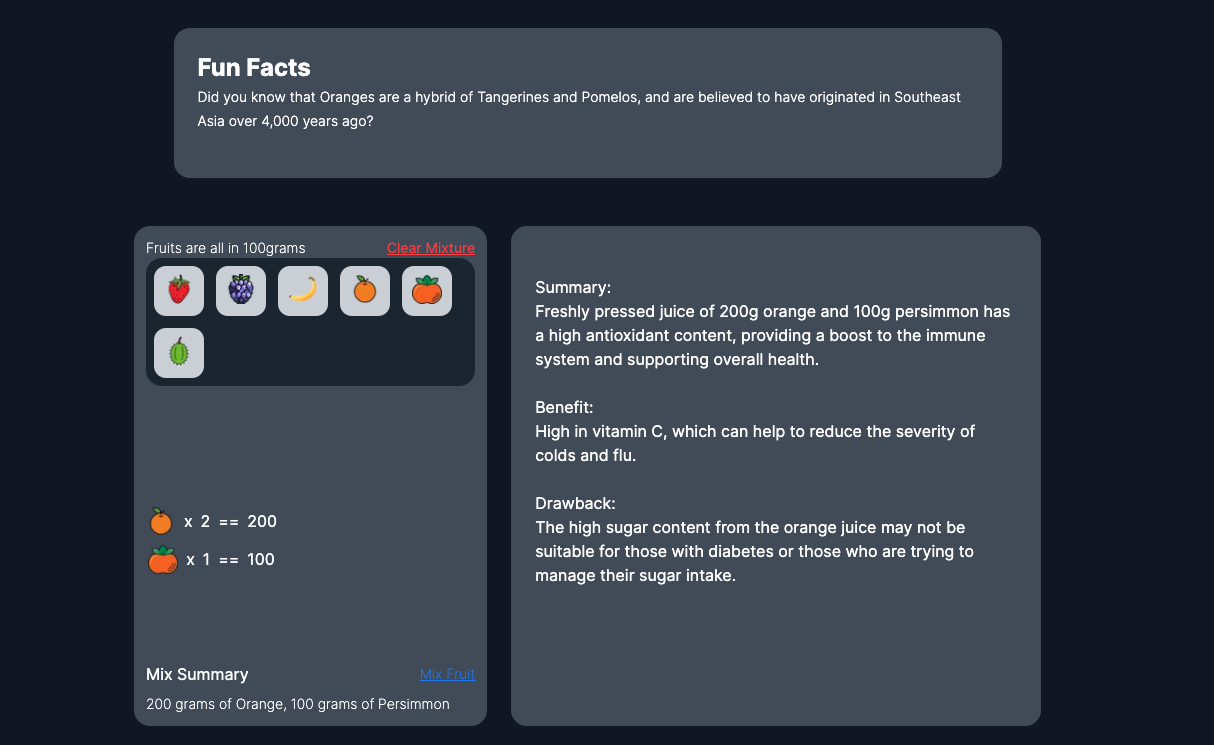 Fun Facts
Did you know that Oranges are a hybrid of Tangerines and Pomelos, and are believed to have originated in Southeast
Asia over 4,000 years ago?
Fruits are all in 100grams
Clear Mixture
x 2 == 200
x 1 == 100
Mix Summary
Mix Fruit
200 grams of Orange, 100 grams of Persimmon
Summary:
Freshly pressed juice of 200g orange and 100g persimmon has
a high antioxidant content, providing a boost to the immune
system and supporting overall health.
Benefit:
High in vitamin C, which can help to reduce the severity of
colds and flu.
Drawback:
The high sugar content from the orange juice may not be
suitable for those with diabetes or those who are trying to
manage their sugar intake.